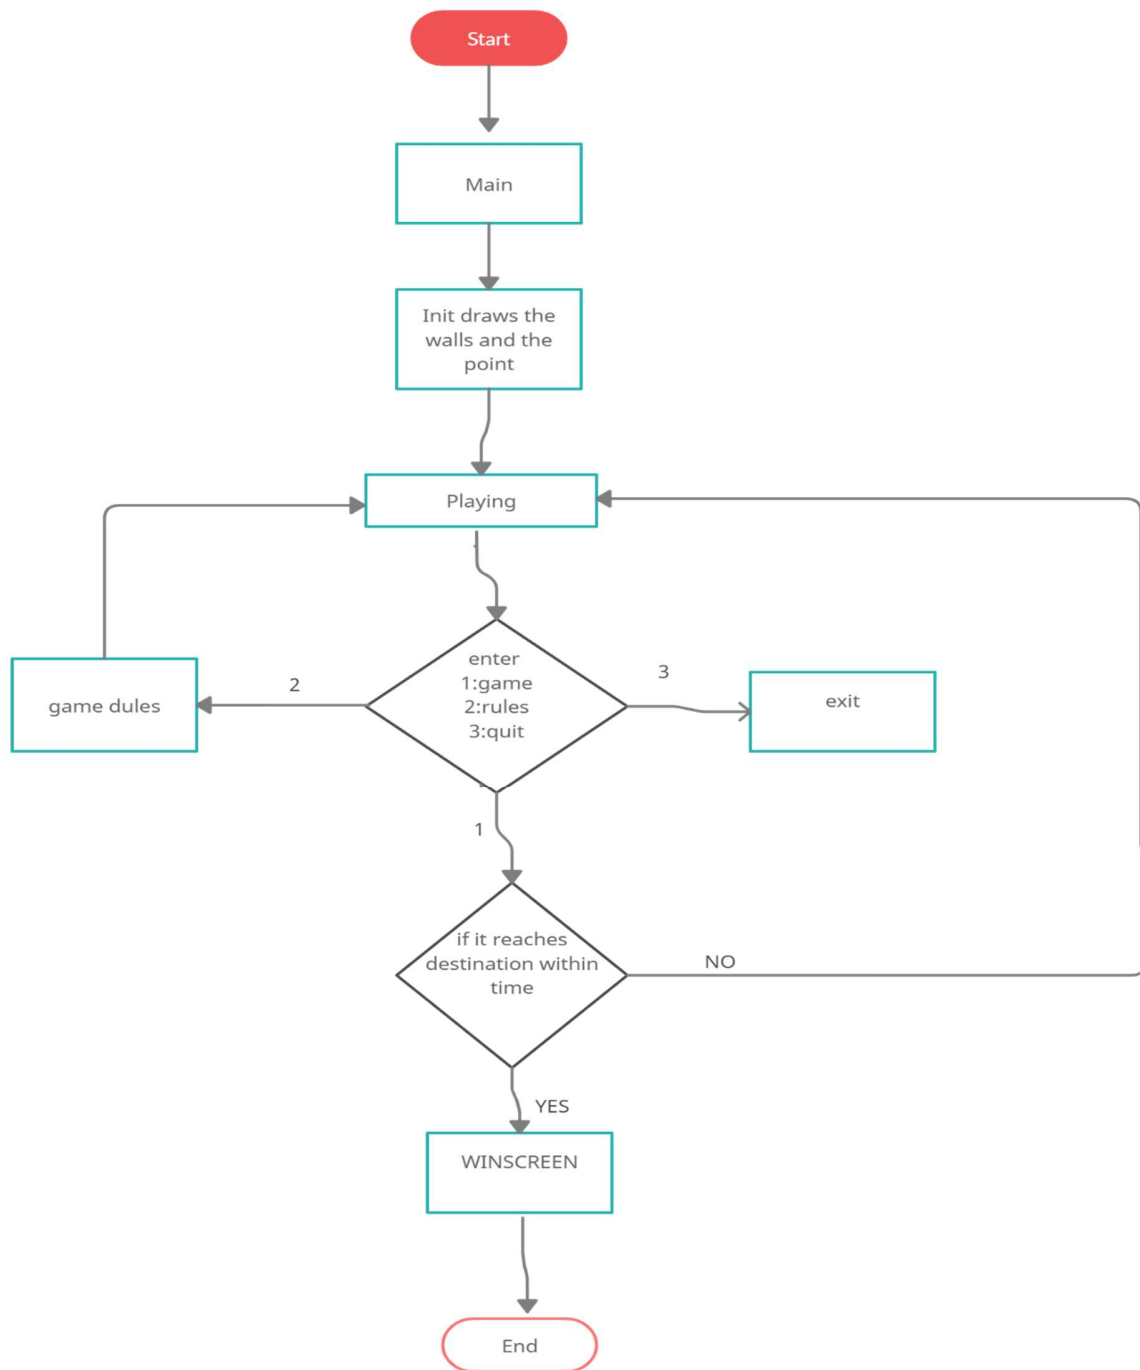 Start
Main
Init draws the
walls and the
point
Playing
enter
1:game
2:rules
3:quit
2
game dules
3
exit
1
if it reaches
destination within
time
NO
YES
WINSCREEN
End